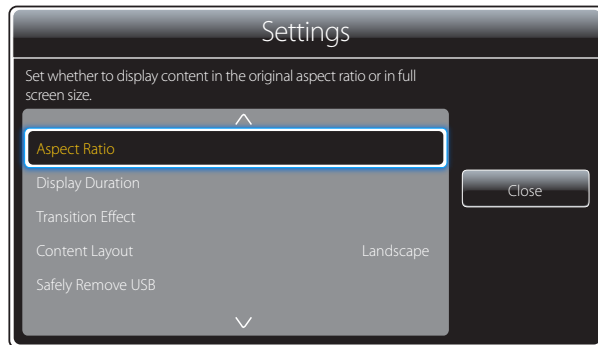 Settings
Set whether to display content in the original aspect ratio or in full
screen size.
Aspect Ratio
Display Duration
Close
Transition Effect
Content Layout Landscape
Safely Remove USB